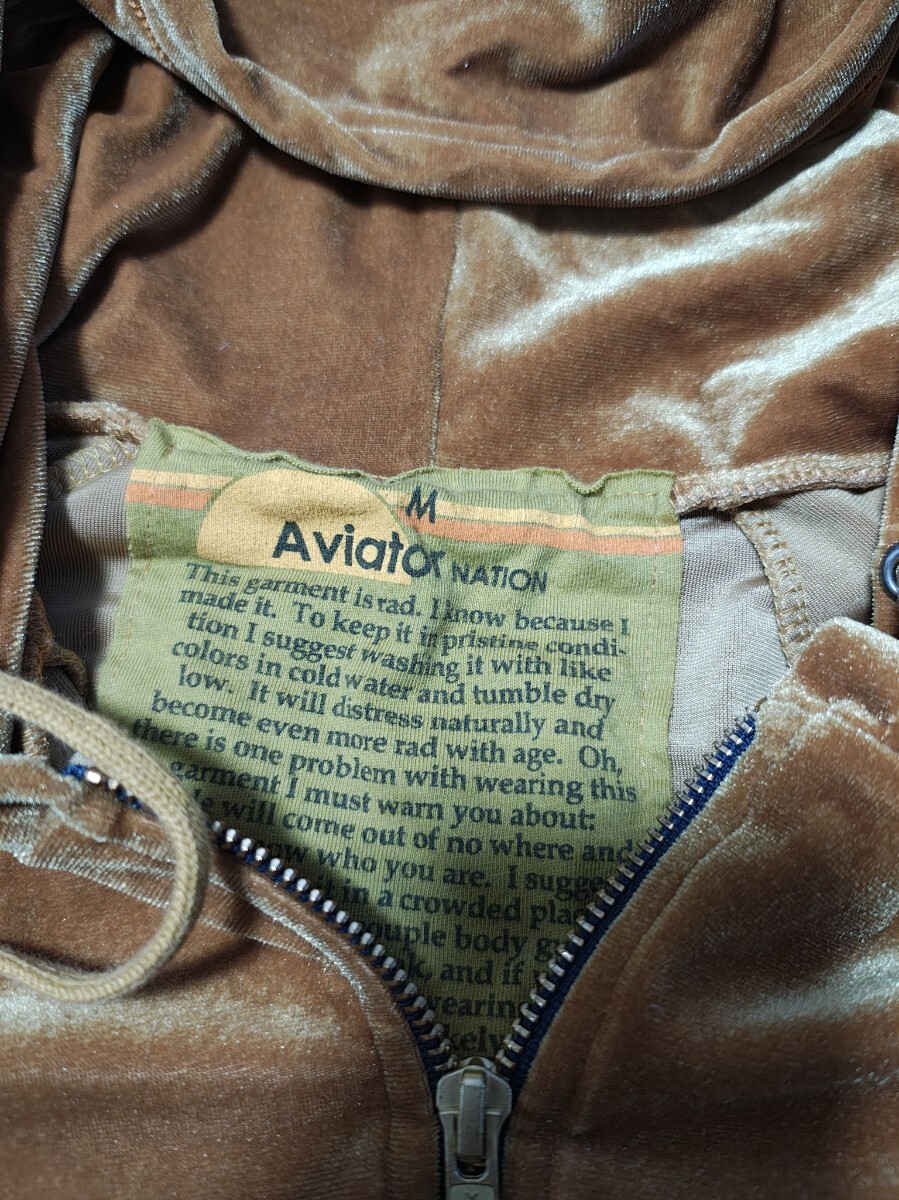 M
Aviator NATION
This garment is rad. I know because I
made it. To keep it in pristine condi-
tion I suggest washing it with like
colors in cold water and tumble dry
low. It will distress naturally and
become even more rad with age. Oh,
there is one problem with wearing this
garment I must warn you about:
will come out of no where and
who you are. I
in a crowded
body
and if